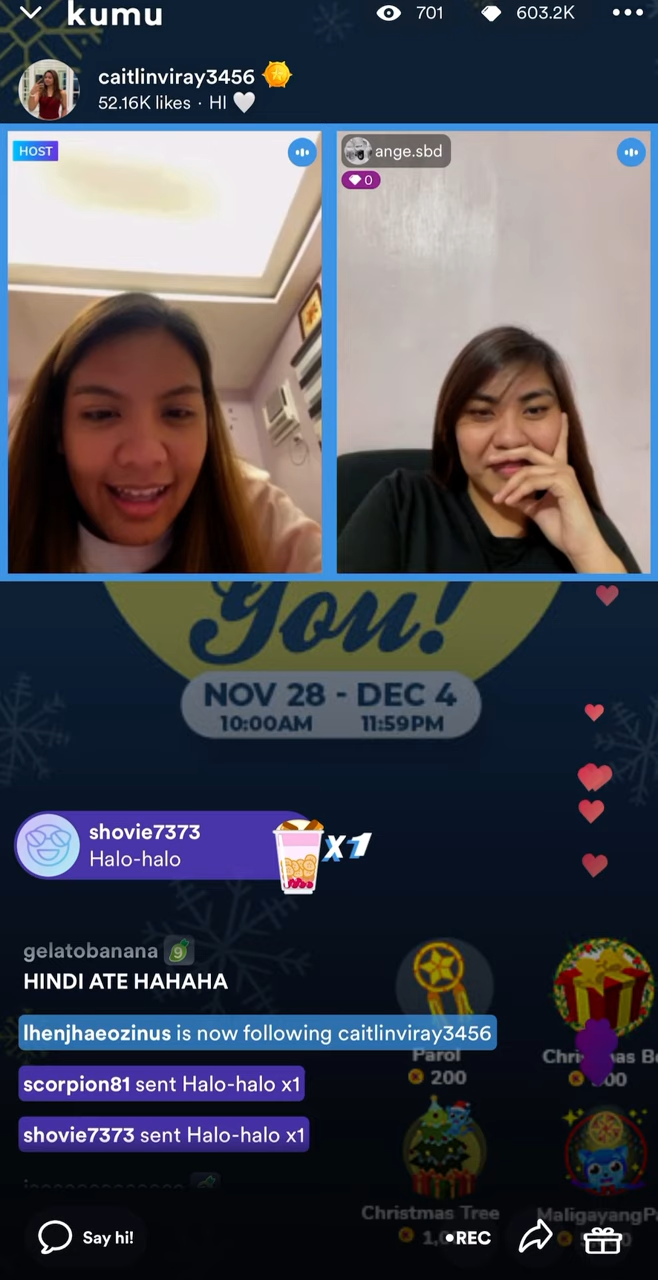 kumu
701
603.2K
caitlinviray3456
52.16K likes · HI 🤍
HOST
ange.sbd
0
You!
NOV 28 - DEC 4
10:00AM 11:59PM
shovie7373
Halo-halo
X1
gelatobanana 9
HINDI ATE HAHAHA
lhenjhaeozinus is now following caitlinviray3456
scorpion81 sent Halo-halo x1
shovie7373 sent Halo-halo x1
Parol
200
Christmas Tree
Say hi!
REC